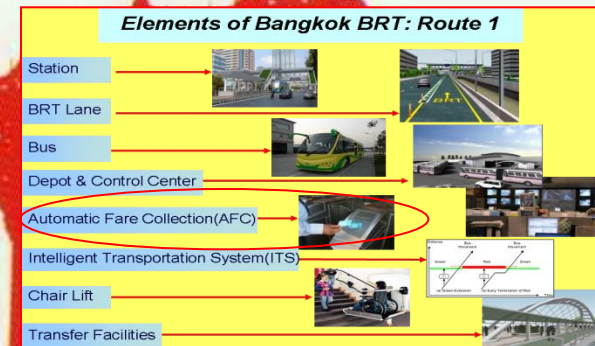 Elements of Bangkok BRT: Route 1
Station
BRT Lane
BRT
Bus
Depot & Control Center
Automatic Fare Collection(AFC)
Intelligent Transportation System(ITS)
Chair Lift
Transfer Facilities